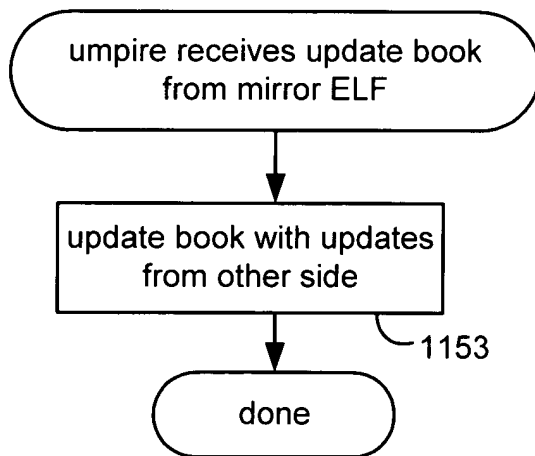 umpire receives update book
from mirror ELF
update book with updates
from other side
1153
done